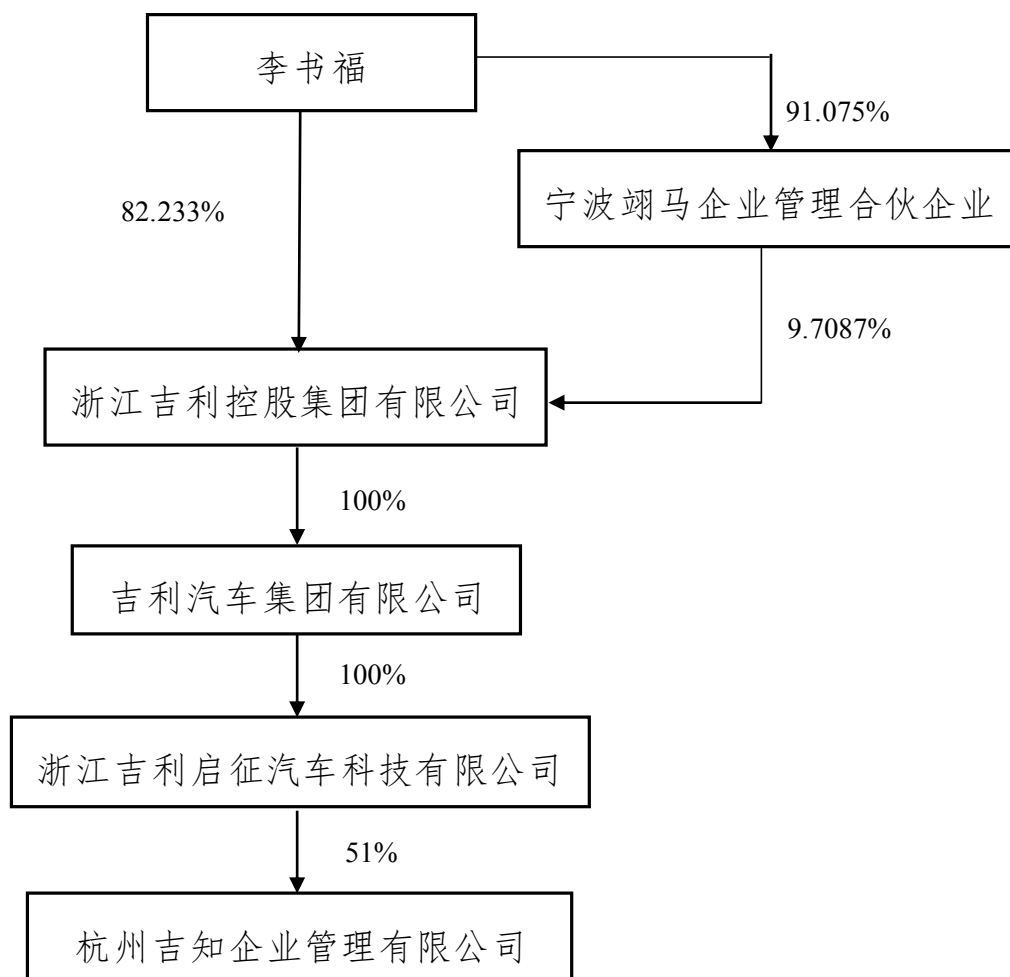 李书福
91.075%
82.233%
宁波翊马企业管理合伙企业
9.7087%
浙江吉利控股集团有限公司
100%
吉利汽车集团有限公司
100%
浙江吉利启征汽车科技有限公司
51%
杭州吉知企业管理有限公司